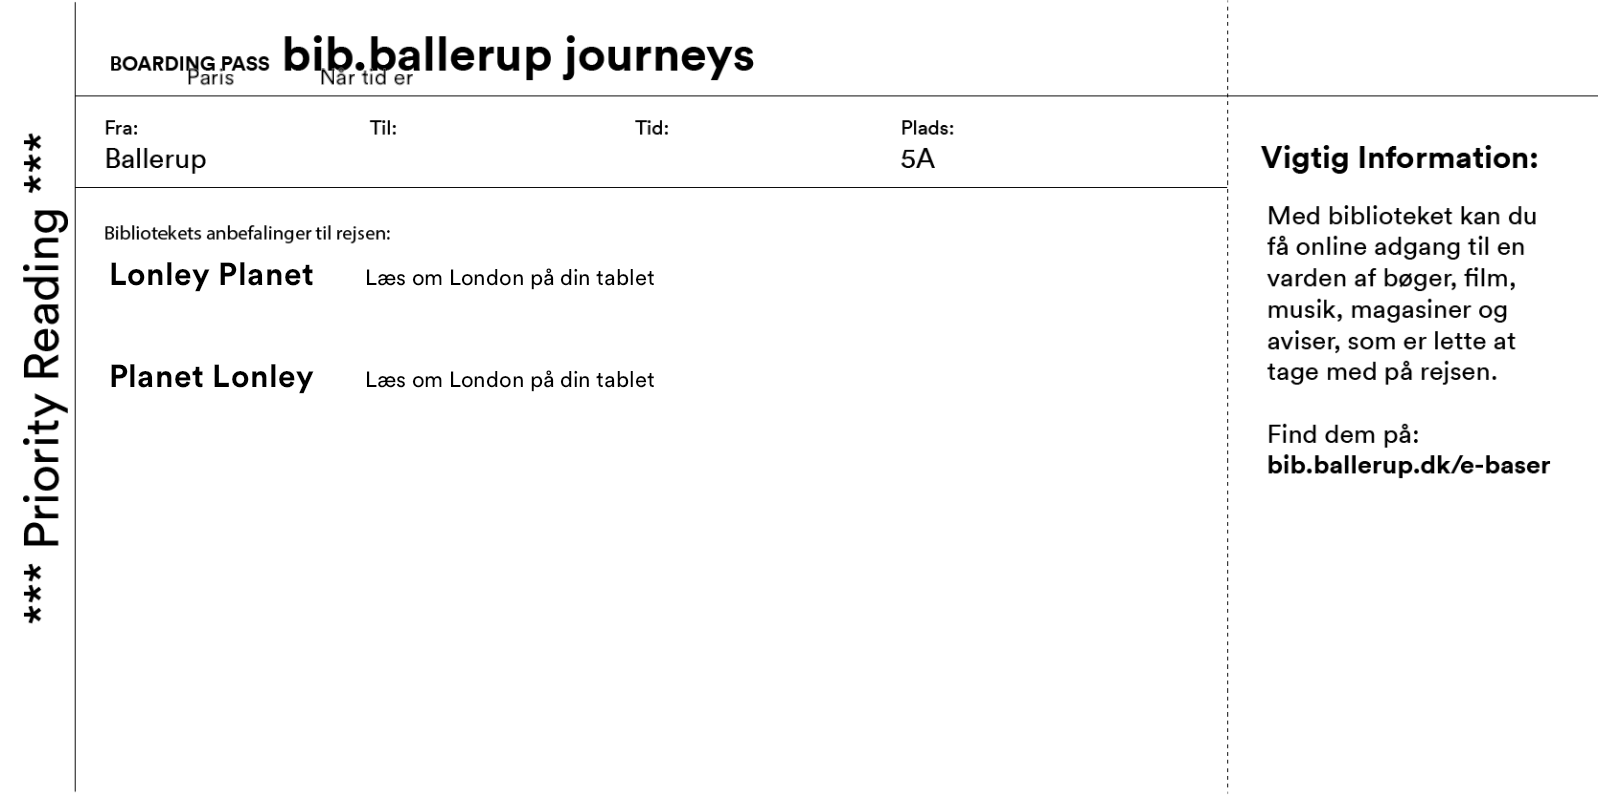 BOARDING PASS bib.ballerup journeys
Paris Når tid er
Fra: Til: Tid: Plads:
Ballerup 5A
Bibliotekets anbefalinger til rejsen:
Lonley Planet Læs om London på din tablet
Planet Lonley Læs om London på din tablet
*** Priority Reading ***
Vigtig Information:
Med biblioteket kan du
få online adgang til en
varden af bøger, film,
musik, magasiner og
aviser, som er lette at
tage med på rejsen.
Find dem på:
bib.ballerup.dk/e-baser